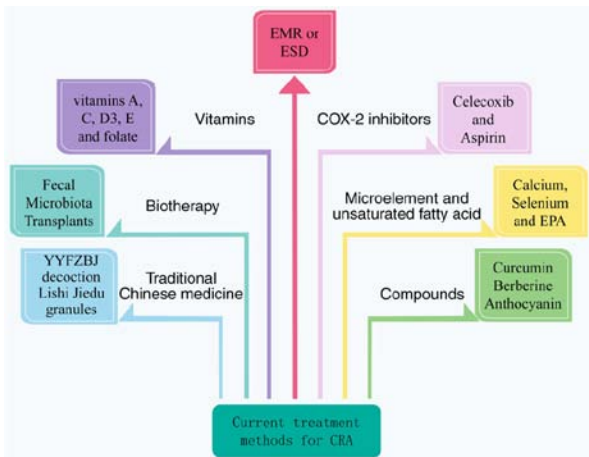 EMR or
ESD
vitamins A,
C, D3, E
and folate
Vitamins
COX-2 inhibitors
Celecoxib
and
Aspirin
Fecal
Microbiota
Transplants
Biotherapy
Microelement and
unsaturated fatty acid
Calcium,
Selenium
and EPA
YYFZBJ
decoction
Lishi Jiedu
granules
Traditional
Chinese medicine
Compounds
Curcumin
Berberine
Anthocyanin
Current treatment
methods for CRA